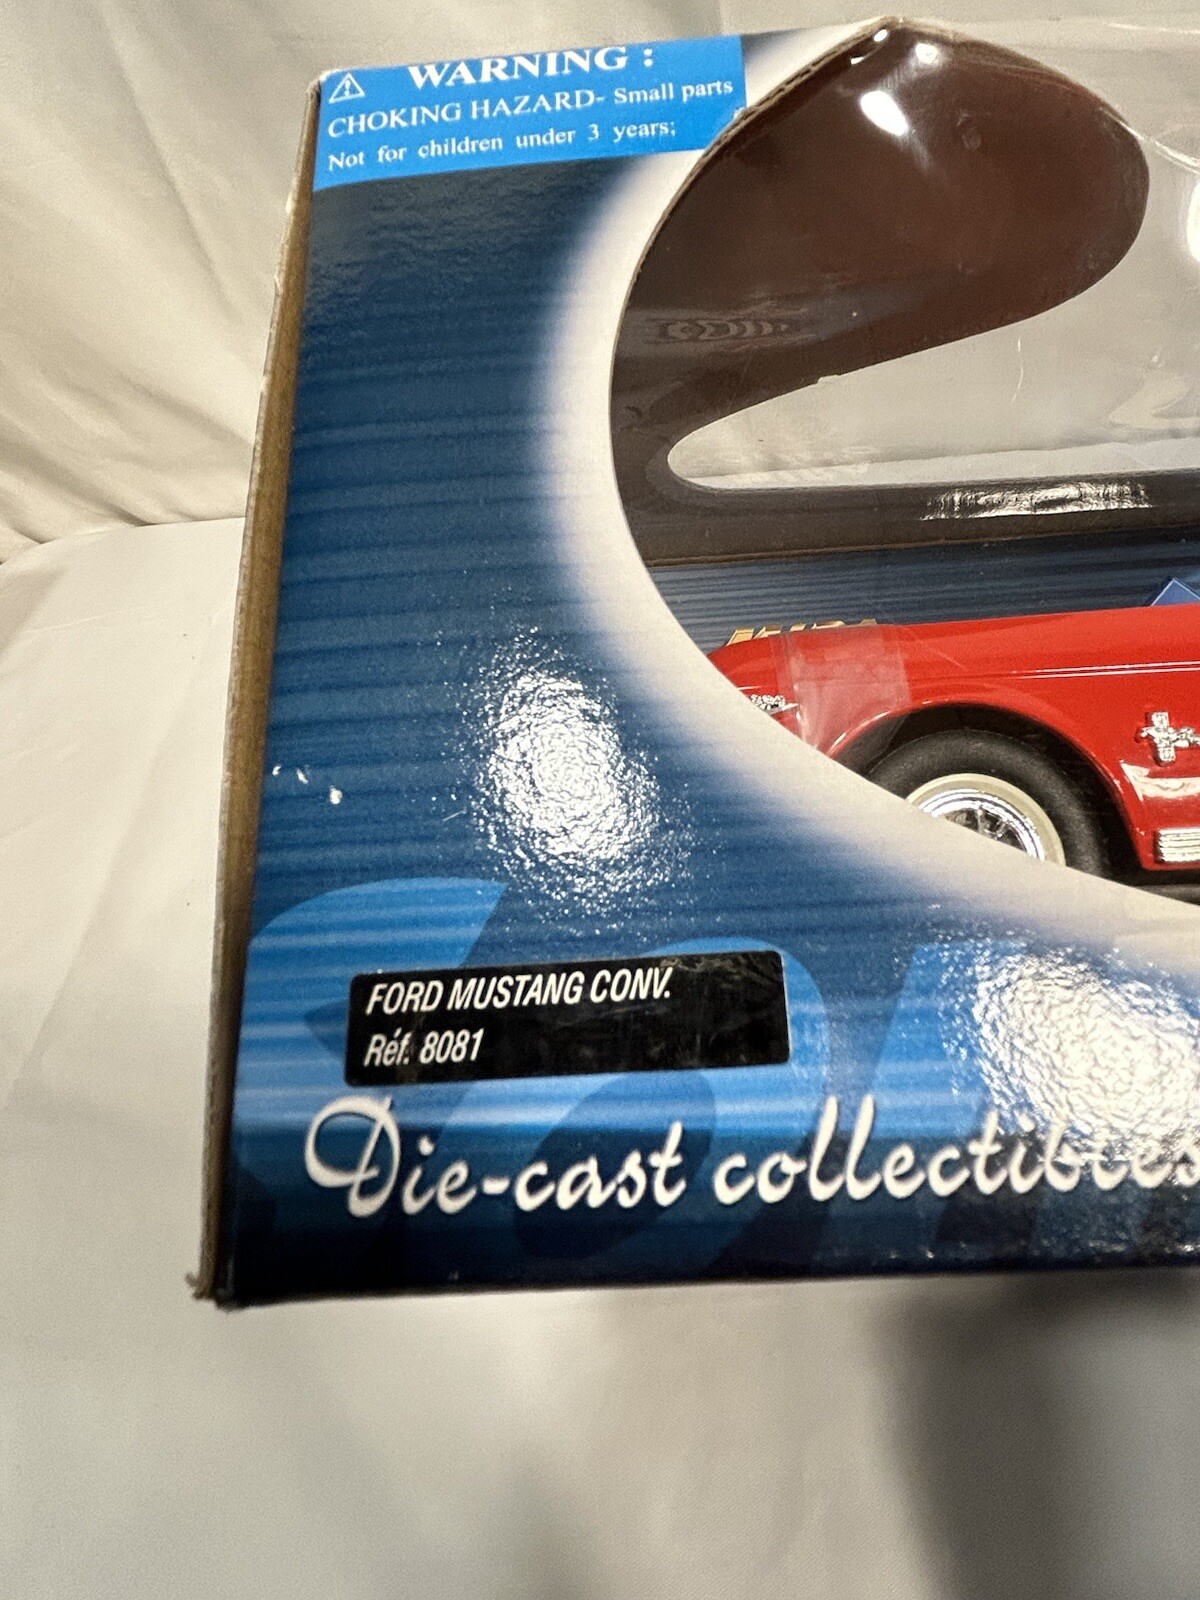 WARNING :
CHOKING HAZARD- Small parts
Not for children under 3 years;
FORD MUSTANG CONV.
Réf. 8081
Die-cast collectibles